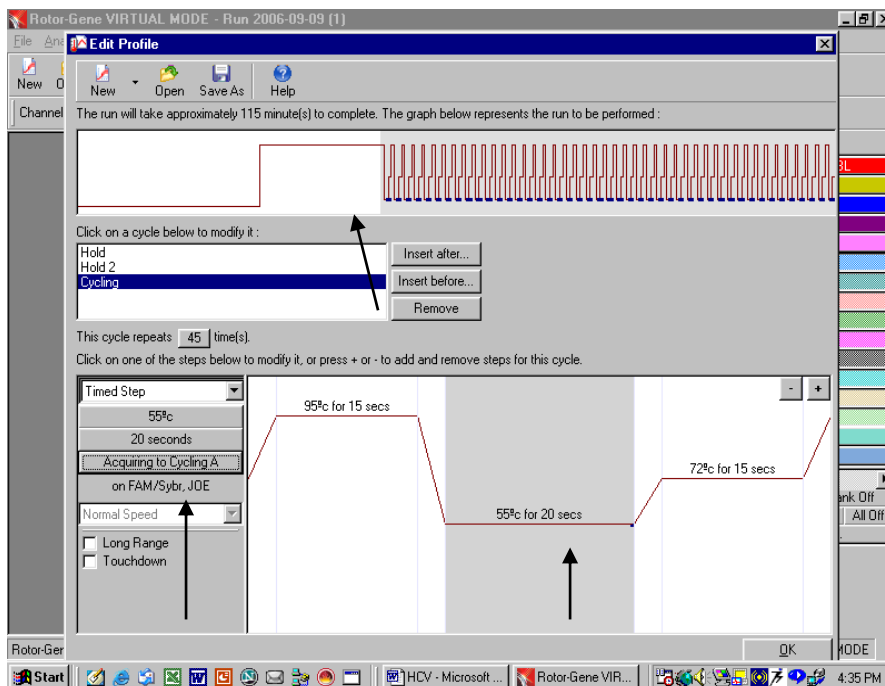 Rotor-Gene VIRTUAL MODE - Run 2006-09-09 (1)
File Ana
Edit Profile
New O
New Open Save As Help
Channel
The run will take approximately 115 minute(s) to complete. The graph below represents the run to be performed :
Click on a cycle below to modify it :
Hold
Hold 2
Cycling
Insert after...
Insert before...
Remove
This cycle repeats 45 time(s).
Click on one of the steps below to modify it, or press + or - to add and remove steps for this cycle.
Timed Step
- +
55ºc
20 seconds
Acquiring to Cycling A
on FAM/Sybr, JOE
Normal Speed
Long Range
Touchdown
95ºc for 15 secs
55ºc for 20 secs
72ºc for 15 secs
BL
ank Off
All Off
OK
Rotor-Ger
MODE
Start
HCV - Microsoft ...
Rotor-Gene VIR...
4:35 PM